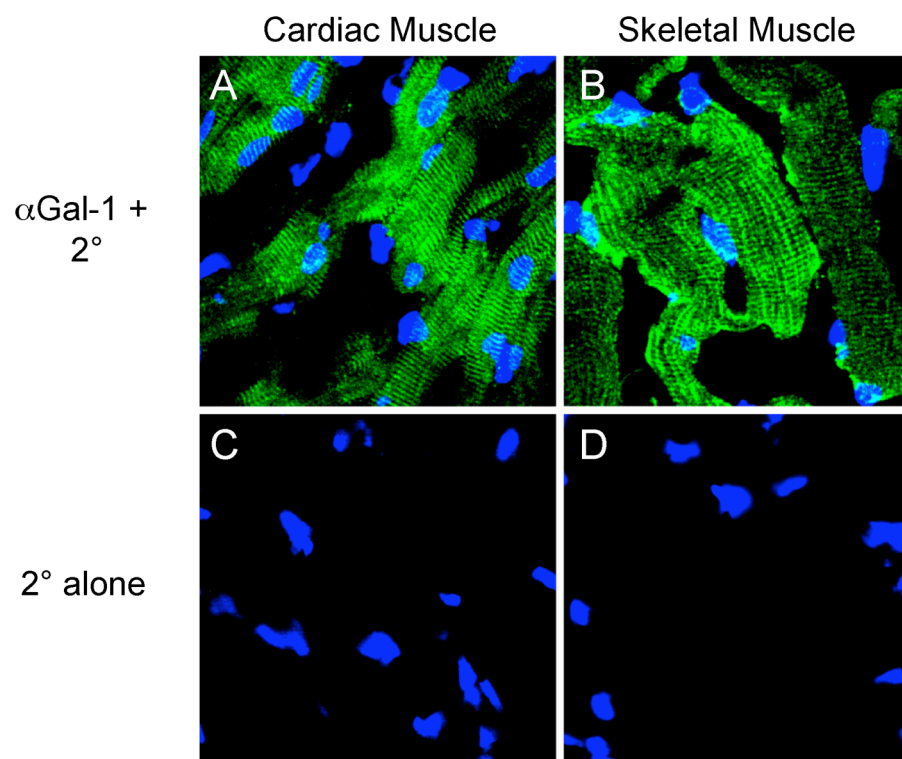 Cardiac Muscle
Skeletal Muscle
αGal-1 +
2°
A
B
2° alone
C
D